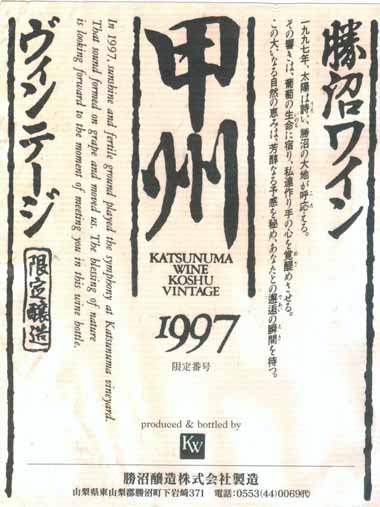 勝沼ワイン
一九九七年、太陽は詩い、勝沼の大地が呼応える。
その響きは、葡萄の生命に宿り、私達作り手の心を覚醒めさせる。
この大いなる自然の恵みは、芳醇なる予感を秘め、あなたとの邂逅の瞬間を待つ。
甲州
KATSUNUMA
WINE
KOSHU
VINTAGE
1997
限定番号
In 1997, sunshine and fertile ground played the symphony at Katsunuma vineyard.
That sound formed on grape and moved us. The blessing of nature
is looking forward to the moment of meeting you in this wine bottle.
ヴィンテージ
限定醸造
produced & bottled by
KW
勝沼醸造株式会社製造
山梨県東山梨郡勝沼町下岩崎371 電話:0553(44)0069代